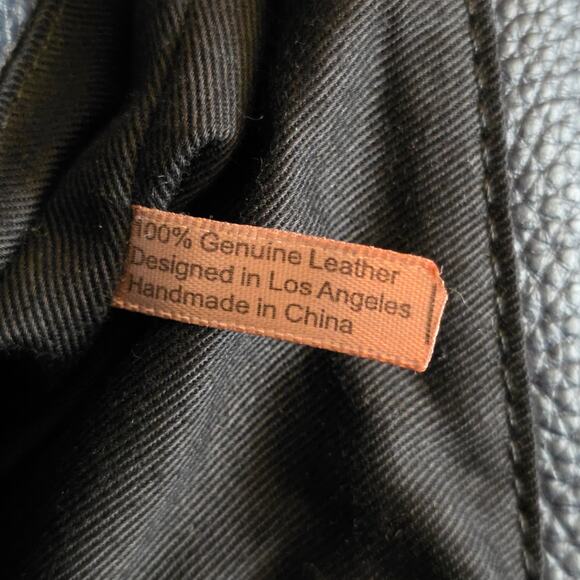 100% Genuine Leather
Designed in Los Angeles
Handmade in China